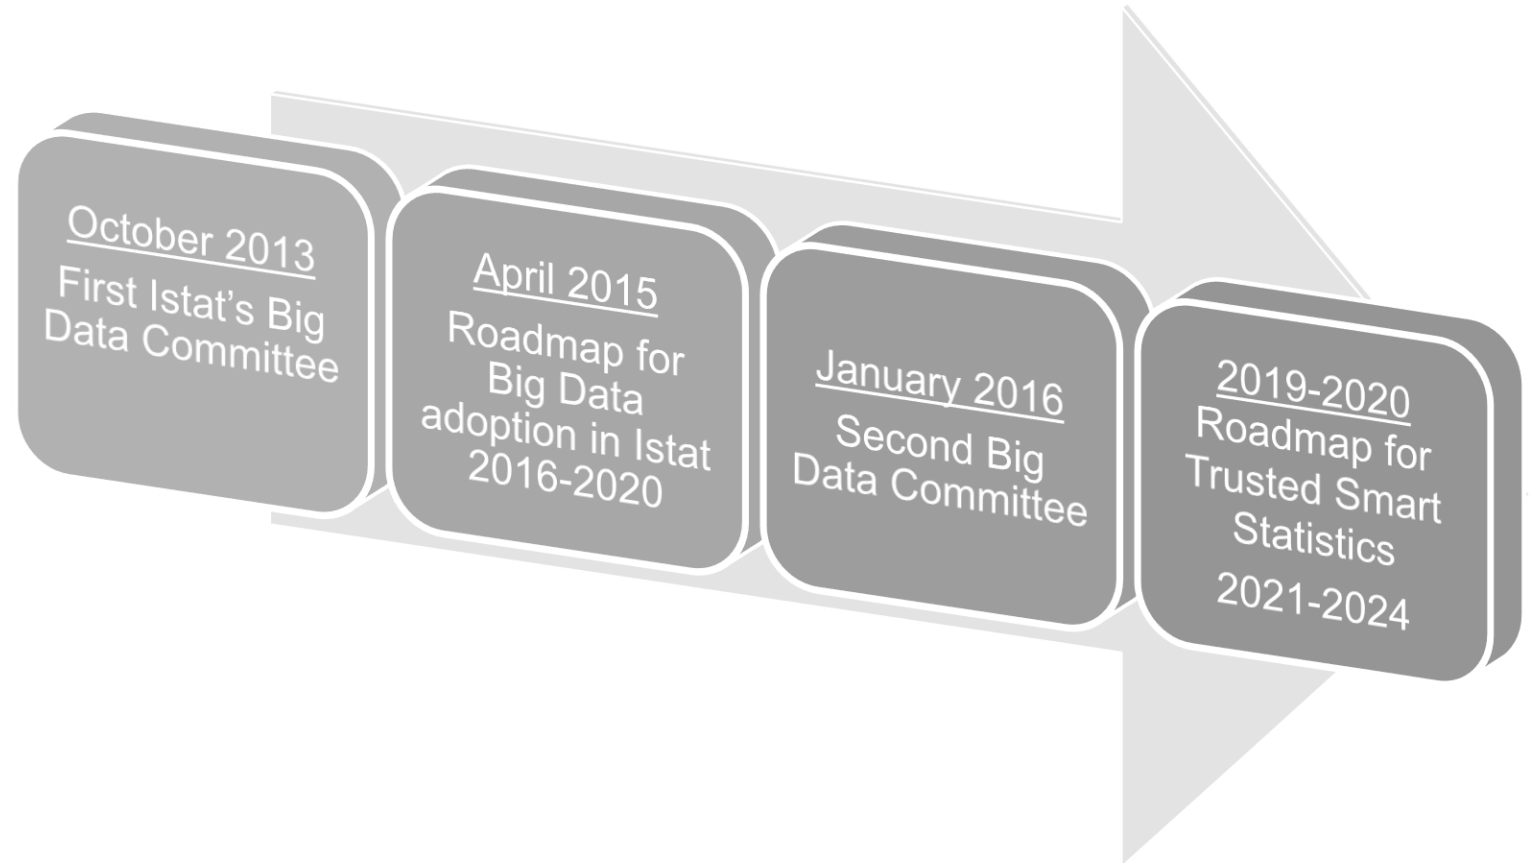 October 2013
First Istat’s Big
Data Committee
April 2015
Roadmap for
Big Data
adoption in Istat
2016-2020
January 2016
Second Big
Data Committee
2019-2020
Roadmap for
Trusted Smart
Statistics
2021-2024